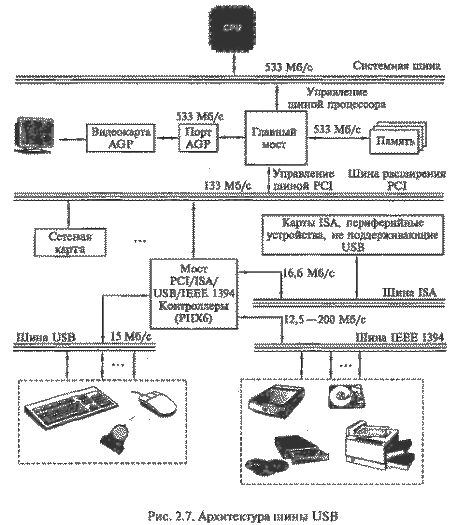 CPU
533 Мб/с
Системная шина
Управление
шиной процессора
533 Мб/с
Видеокарта
AGP
Порт
AGP
Главный
мост
533 Мб/с
Память
Управление
шиной PCI
Шина расширения
PCI
133 Мб/с
Сетевая
карта
...
Карты ISA, периферийные
устройства, не поддерживающие
USB
Мост
PCI/ISA/
USB/IEEE 1394
Контроллеры
(PIIX6)
16,6 Мб/с
Шина ISA
12,5—200 Мб/с
Шина USB
15 Мб/с
Шина IEEE 1394
...
...
Рис. 2.7. Архитектура шины USB